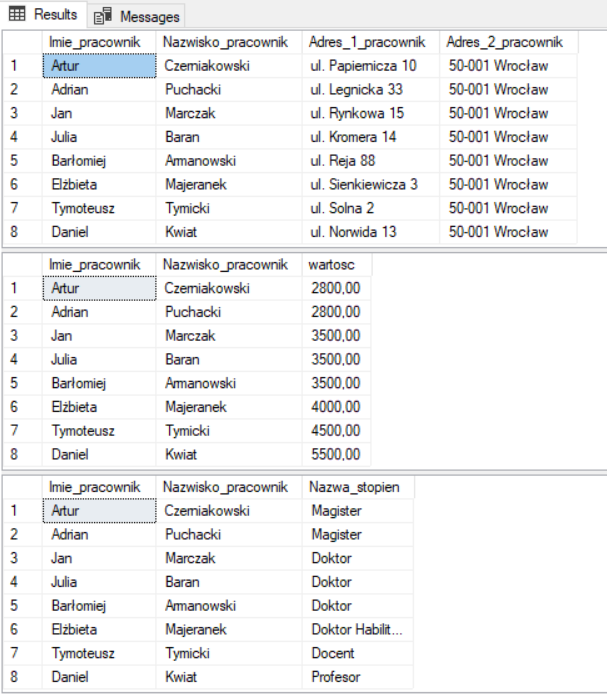 Results Messages
Imie_pracownik Nazwisko_pracownik Adres_1_pracownik Adres_2_pracownik
1 Artur Czerniakowski ul. Papiernicza 10 50-001 Wrocław
2 Adrian Puchacki ul. Legnicka 33 50-001 Wrocław
3 Jan Marczak ul. Rynkowa 15 50-001 Wrocław
4 Julia Baran ul. Kromera 14 50-001 Wrocław
5 Barłomiej Armanowski ul. Reja 88 50-001 Wrocław
6 Elżbieta Majeranek ul. Sienkiewicza 3 50-001 Wrocław
7 Tymoteusz Tymicki ul. Solna 2 50-001 Wrocław
8 Daniel Kwiat ul. Norwida 13 50-001 Wrocław
Imie_pracownik Nazwisko_pracownik wartosc
1 Artur Czerniakowski 2800,00
2 Adrian Puchacki 2800,00
3 Jan Marczak 3500,00
4 Julia Baran 3500,00
5 Barłomiej Armanowski 3500,00
6 Elżbieta Majeranek 4000,00
7 Tymoteusz Tymicki 4500,00
8 Daniel Kwiat 5500,00
Imie_pracownik Nazwisko_pracownik Nazwa_stopien
1 Artur Czerniakowski Magister
2 Adrian Puchacki Magister
3 Jan Marczak Doktor
4 Julia Baran Doktor
5 Barłomiej Armanowski Doktor
6 Elżbieta Majeranek Doktor Habilit...
7 Tymoteusz Tymicki Docent
8 Daniel Kwiat Profesor